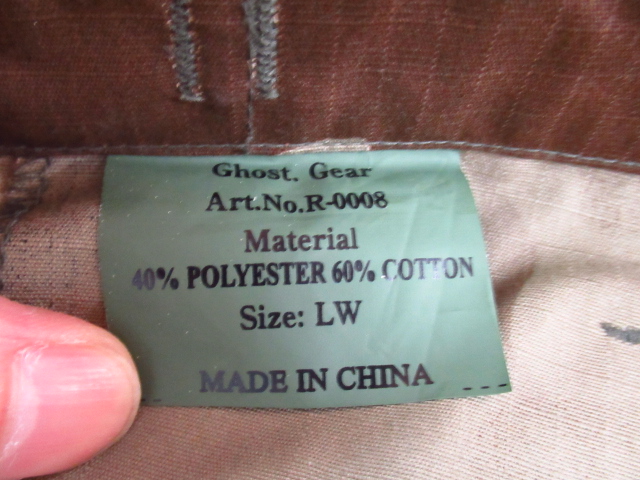 Ghost. Gear
Art.No.R-0008
Material
40% POLYESTER 60% COTTON
Size: LW
MADE IN CHINA